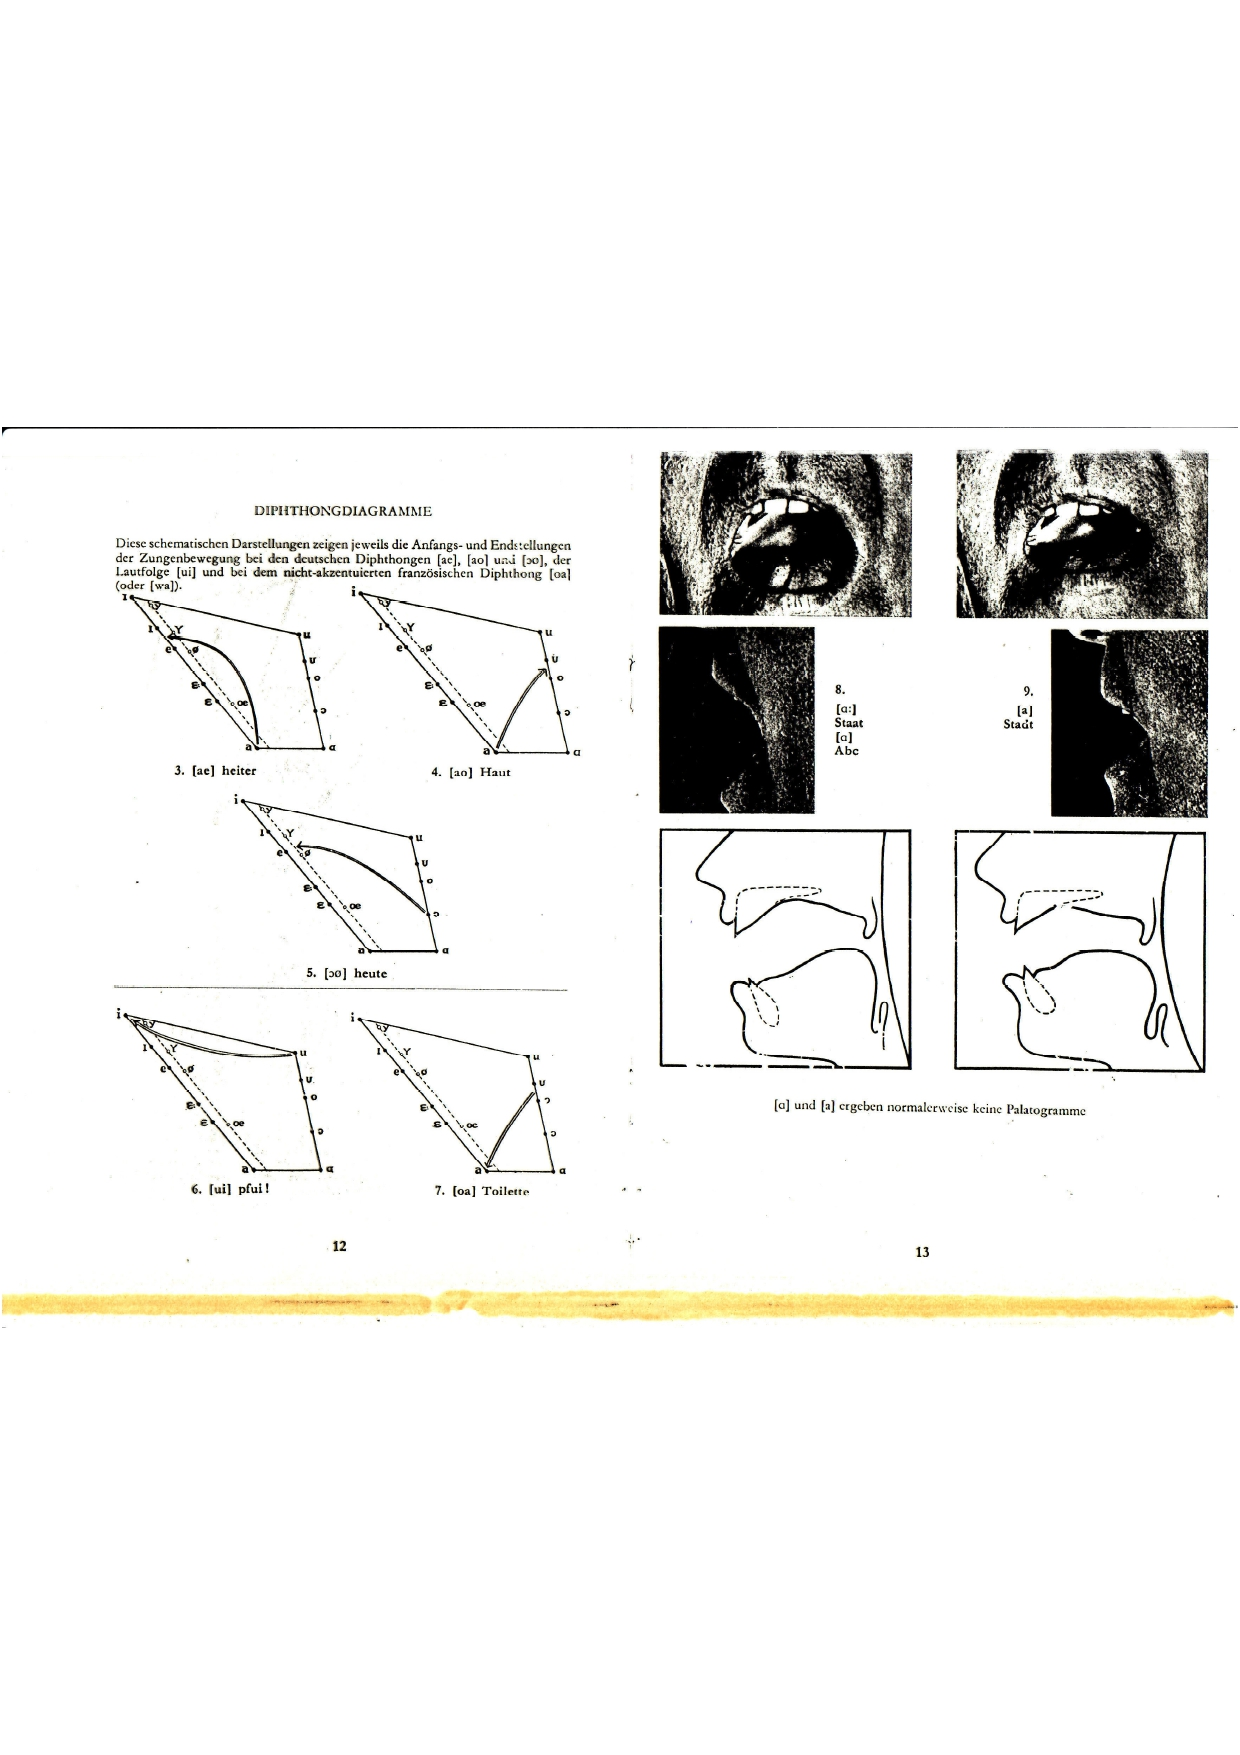 DIPHTHONGDIAGRAMME
Diese schematischen Darstellungen zeigen jeweils die Anfangs- und Endstellungen
der Zungenbewegung bei den deutschen Diphthongen [ae], [ao] und [ɔø], der
Lautfolge [ui] und bei dem nicht-akzentuierten französischen Diphthong [oa]
(oder [wa]).
i y u
ɪ ʏ ʊ
e ø o
ɛ: ɔ
ɛ œ
a ɑ
3. [ae] heiter
i y u
ɪ ʏ ʊ
e ø o
ɛ: ɔ
ɛ œ
a ɑ
4. [ao] Haut
i y u
ɪ ʏ ʊ
e ø o
ɛ: ɔ
ɛ œ
a ɑ
5. [ɔø] heute
i y u
ɪ ʏ ʊ
e ø o
ɛ: ɔ
ɛ œ
a ɑ
6. [ui] pfui!
i y u
ɪ ʏ ʊ
e ø
ɛ: ɔ
ɛ œ
a ɑ
7. [oa] Toilette
12
8.
[ɑ:]
Staat
[ɑ]
Abc
9.
[a]
Stadt
[ɑ] und [a] ergeben normalerweise keine Palatogramme
13